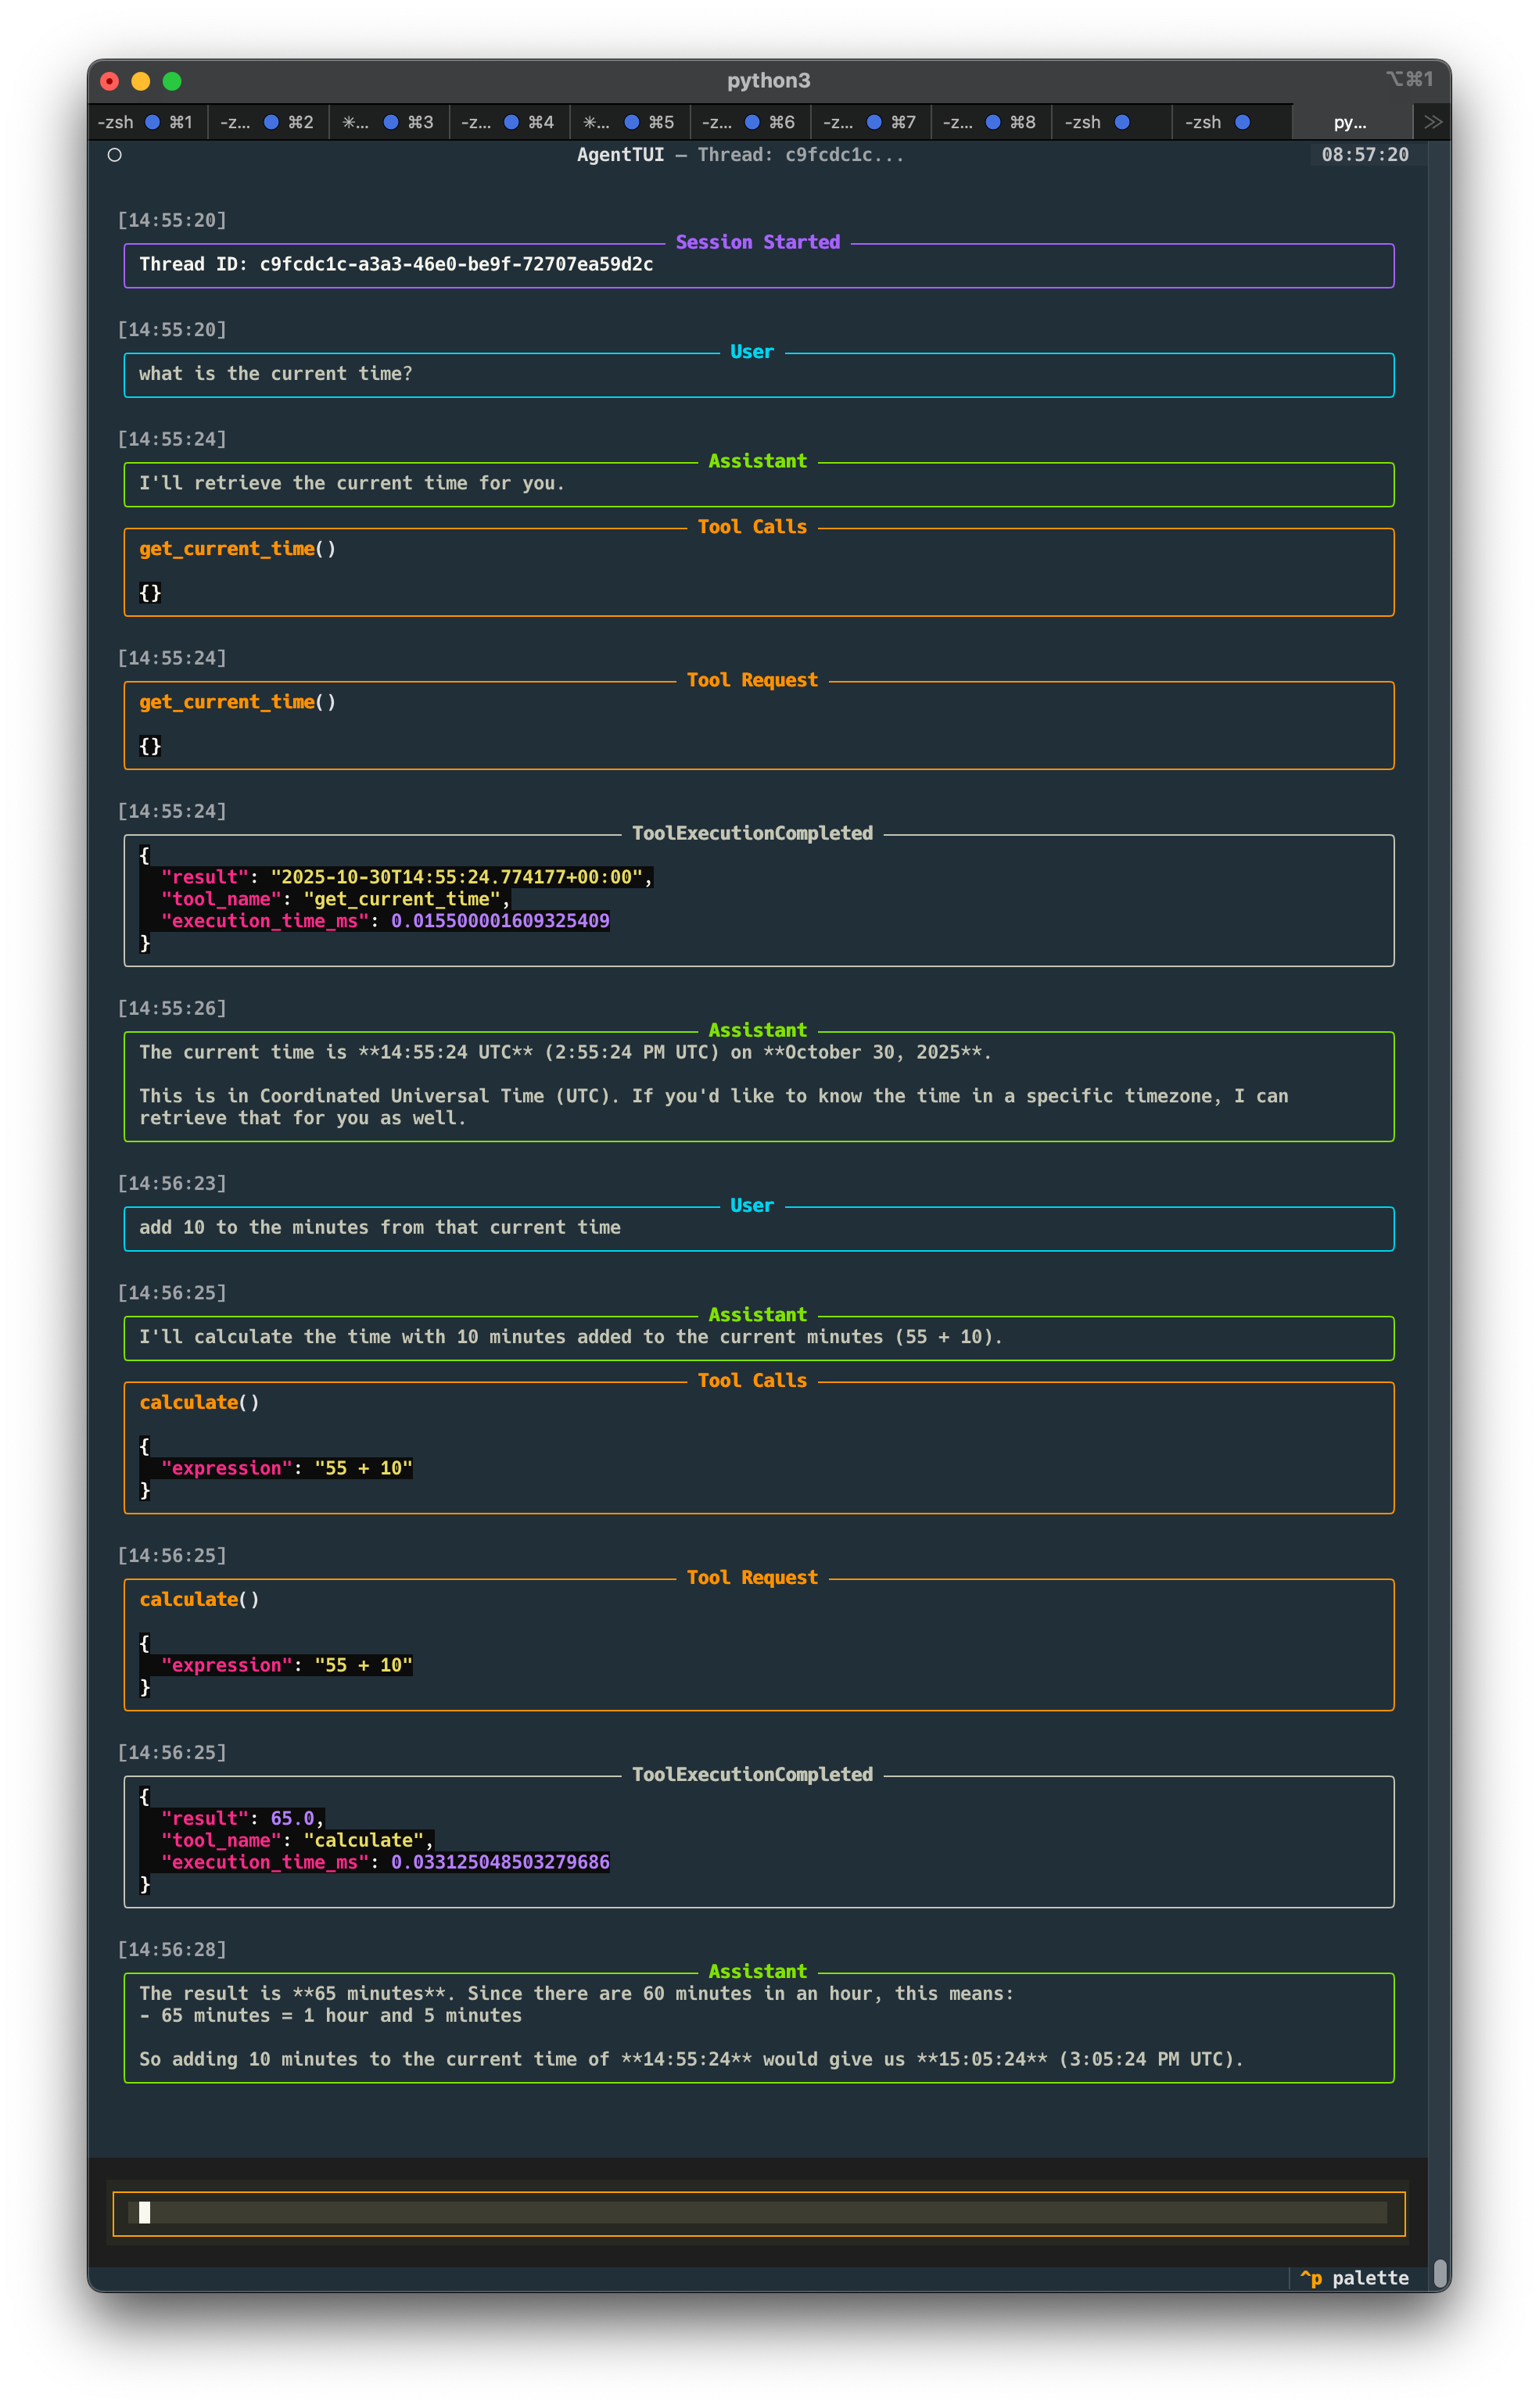 python3
⌥⌘1
-zsh ⌘1 -z... ⌘2 ✳... ⌘3 -z... ⌘4 ✳... ⌘5 -z... ⌘6 -z... ⌘7 -z... ⌘8 -zsh -zsh py... >>
AgentTUI — Thread: c9fcdc1c... 08:57:20
[14:55:20]
Session Started
Thread ID: c9fcdc1c-a3a3-46e0-be9f-72707ea59d2c
[14:55:20]
User
what is the current time?
[14:55:24]
Assistant
I'll retrieve the current time for you.
Tool Calls
get_current_time()
{}
[14:55:24]
Tool Request
get_current_time()
{}
[14:55:24]
ToolExecutionCompleted
{
"result": "2025-10-30T14:55:24.774177+00:00",
"tool_name": "get_current_time",
"execution_time_ms": 0.015500001609325409
}
[14:55:26]
Assistant
The current time is **14:55:24 UTC** (2:55:24 PM UTC) on **October 30, 2025**.
This is in Coordinated Universal Time (UTC). If you'd like to know the time in a specific timezone, I can
retrieve that for you as well.
[14:56:23]
User
add 10 to the minutes from that current time
[14:56:25]
Assistant
I'll calculate the time with 10 minutes added to the current minutes (55 + 10).
Tool Calls
calculate()
{
"expression": "55 + 10"
}
[14:56:25]
Tool Request
calculate()
{
"expression": "55 + 10"
}
[14:56:25]
ToolExecutionCompleted
{
"result": 65.0,
"tool_name": "calculate",
"execution_time_ms": 0.033125048503279686
}
[14:56:28]
Assistant
The result is **65 minutes**. Since there are 60 minutes in an hour, this means:
- 65 minutes = 1 hour and 5 minutes
So adding 10 minutes to the current time of **14:55:24** would give us **15:05:24** (3:05:24 PM UTC).
^p palette